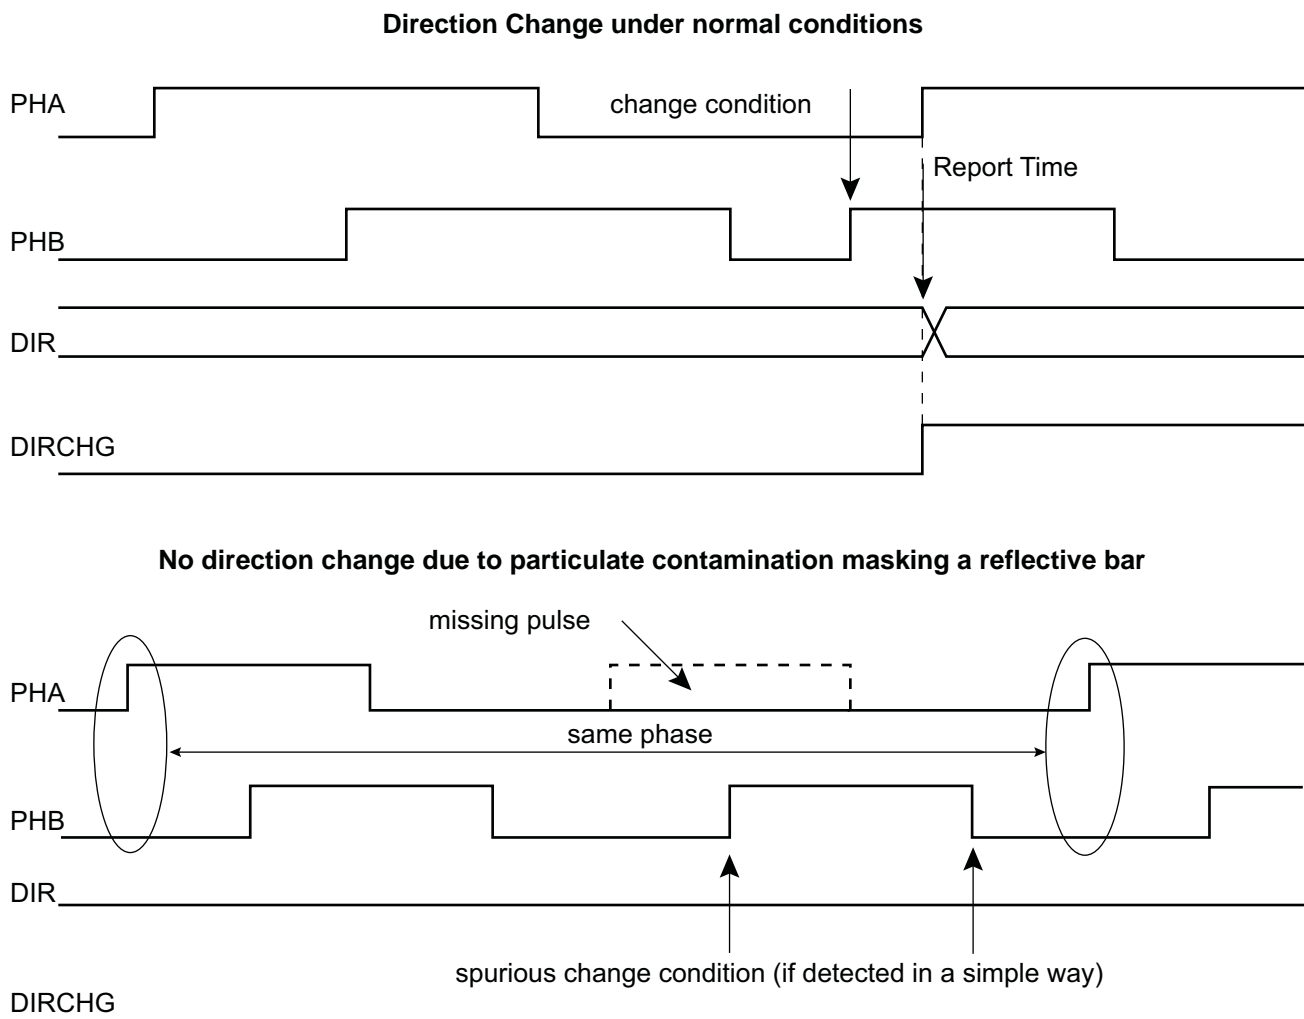 Direction Change under normal conditions
PHA
change condition
Report Time
PHB
DIR
DIRCHG
No direction change due to particulate contamination masking a reflective bar
missing pulse
PHA
same phase
PHB
DIR
spurious change condition (if detected in a simple way)
DIRCHG